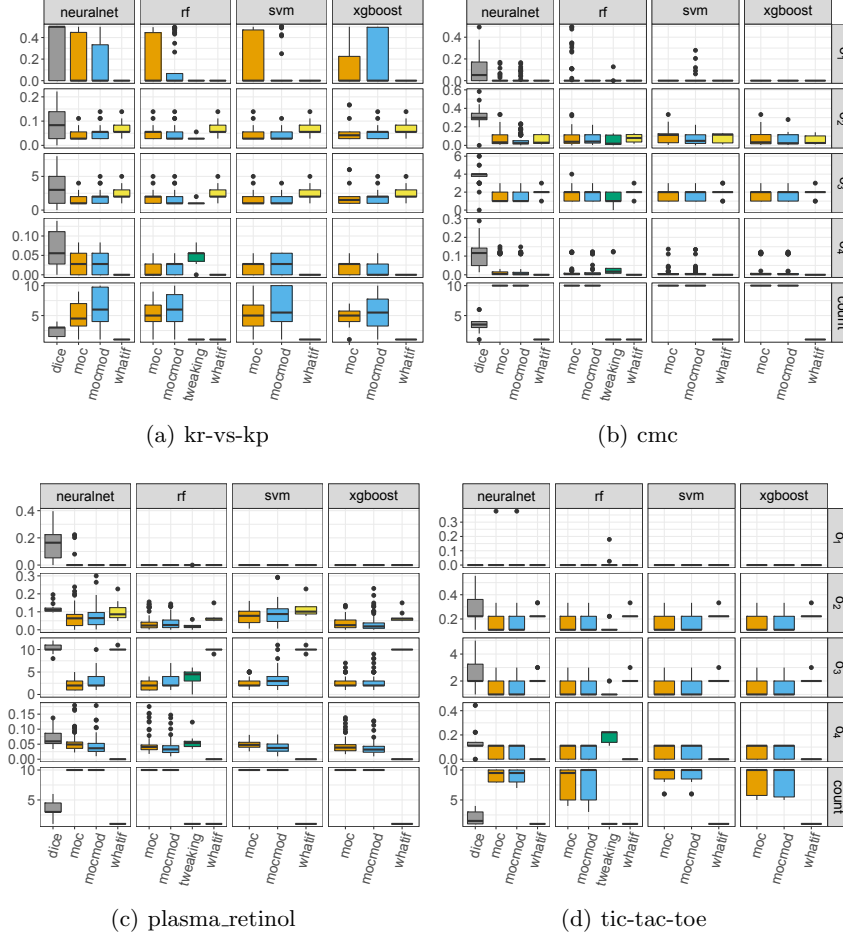 neuralnet rf svm xgboost
0.4
0.2
0.0
0.2
0.1
0.0
5
0
0.10
0.05
0.00
10
5
dice moc mocmod whatif moc mocmod tweaking whatif moc mocmod whatif moc mocmod whatif
(a) kr-vs-kp
neuralnet rf svm xgboost
0.4
0.2
0.0
o1
0.6
0.4
0.2
0.0
o2
6
4
2
0
o3
0.3
0.2
0.1
0.0
o4
10
5
count
dice moc mocmod whatif moc mocmod tweaking whatif moc mocmod whatif moc mocmod whatif
(b) cmc
neuralnet rf svm xgboost
0.4
0.2
0.0
0.3
0.2
0.1
0.0
10
5
0
0.15
0.10
0.05
0.00
10
5
dice moc mocmod whatif moc mocmod tweaking whatif moc mocmod whatif moc mocmod whatif
(c) plasma_retinol
neuralnet rf svm xgboost
0.3
0.2
0.1
0.0
o1
0.4
0.2
o2
4
2
o3
0.4
0.2
0.0
o4
10
5
count
dice moc mocmod whatif moc mocmod tweaking whatif moc mocmod whatif moc mocmod whatif
(d) tic-tac-toe